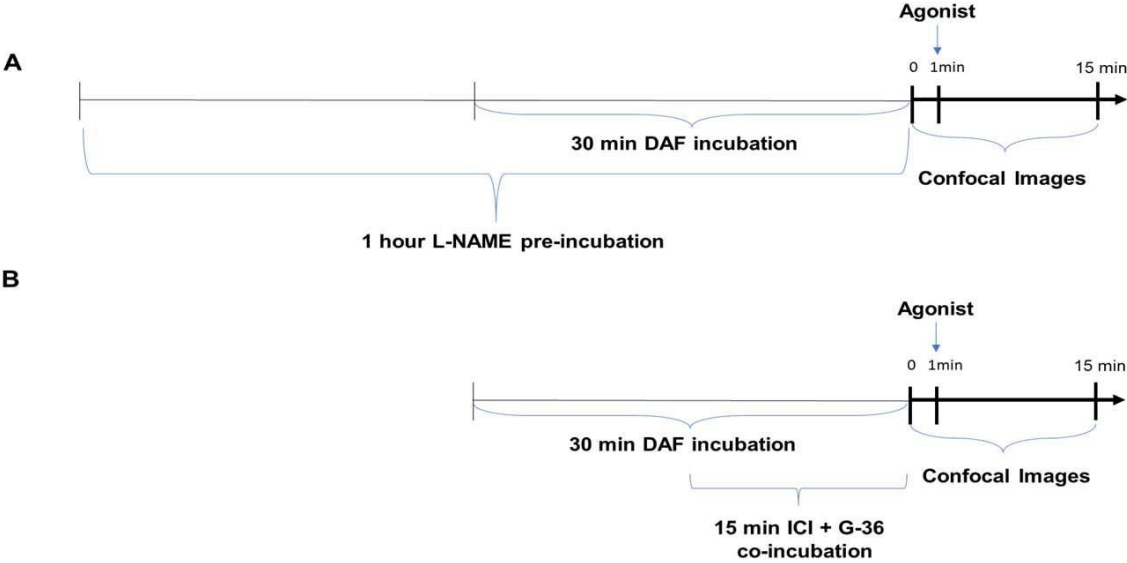 A
Agonist
0 1min 15 min
30 min DAF incubation
Confocal Images
1 hour L-NAME pre-incubation
B
Agonist
0 1min 15 min
30 min DAF incubation
Confocal Images
15 min ICI + G-36
co-incubation